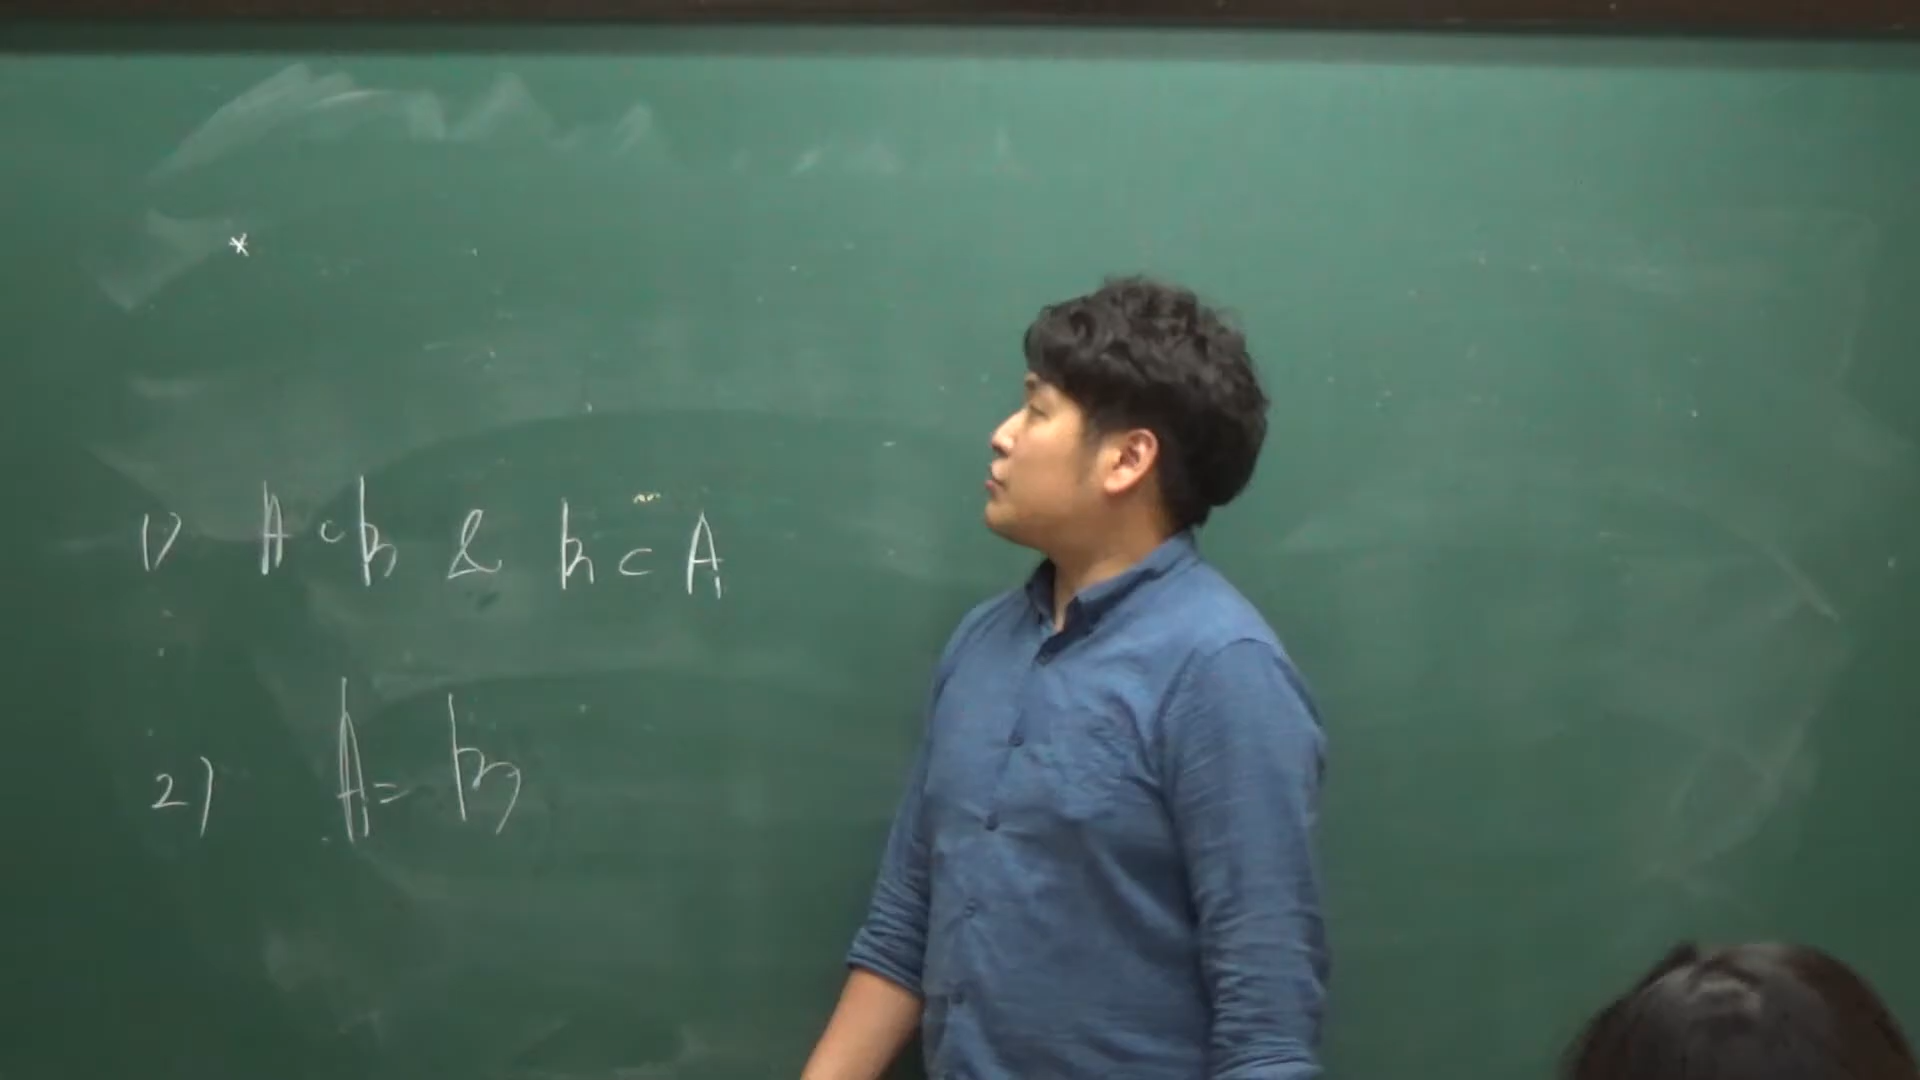 *
1) A ⊂ B & B ⊂ A
2) A = B